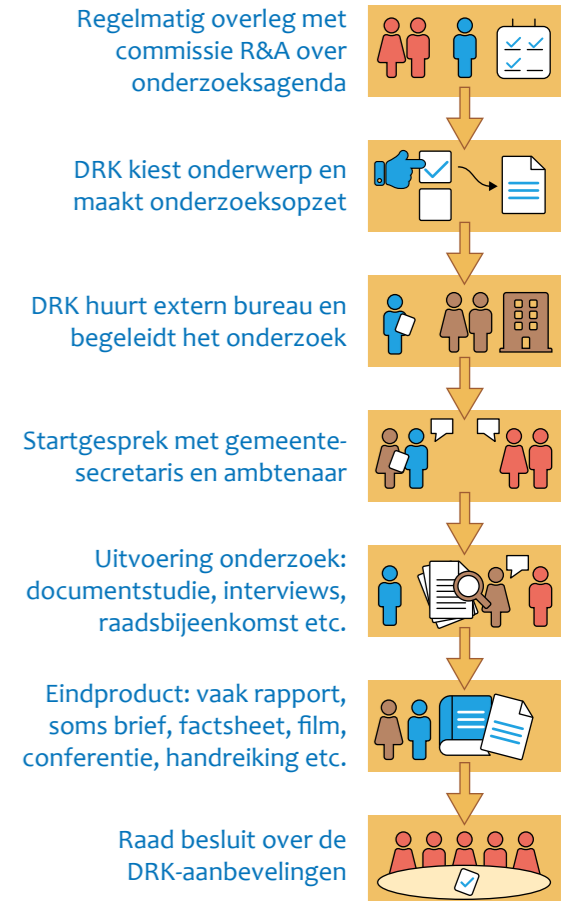 Regelmatig overleg met
commissie R&A over
onderzoeksagenda
DRK kiest onderwerp en
maakt onderzoeksopzet
DRK huurt extern bureau en
begeleidt het onderzoek
Startgesprek met gemeente-
secretaris en ambtenaar
Uitvoering onderzoek:
documentstudie, interviews,
raadsbijeenkomst etc.
Eindproduct: vaak rapport,
soms brief, factsheet, film,
conferentie, handreiking etc.
Raad besluit over de
DRK-aanbevelingen